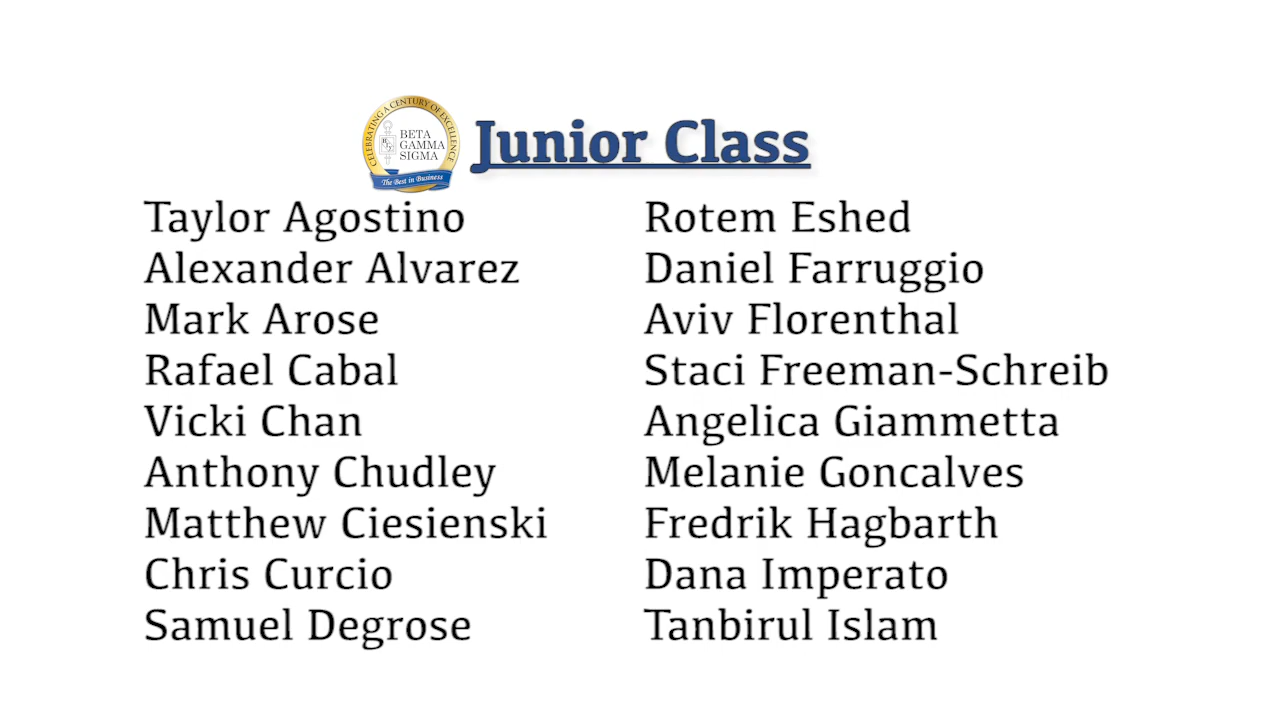 CELEBRATING A CENTURY OF EXCELLENCE
BETA
GAMMA
SIGMA
The Best in Business
Junior Class
Taylor Agostino
Alexander Alvarez
Mark Arose
Rafael Cabal
Vicki Chan
Anthony Chudley
Matthew Ciesienski
Chris Curcio
Samuel Degrose
Rotem Eshed
Daniel Farruggio
Aviv Florenthal
Staci Freeman-Schreib
Angelica Giammetta
Melanie Goncalves
Fredrik Hagbarth
Dana Imperato
Tanbirul Islam